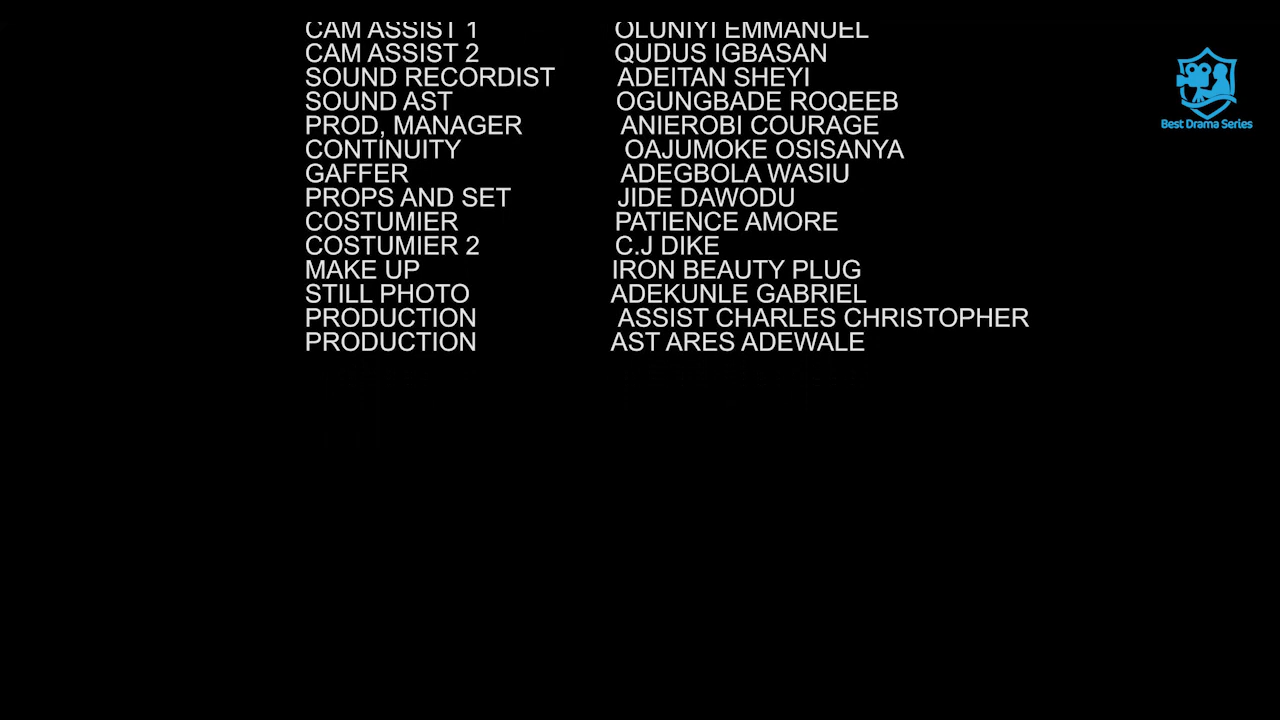 CAM ASSIST 1 OLUNIYI EMMANUEL
CAM ASSIST 2 QUDUS IGBASAN
SOUND RECORDIST ADEITAN SHEYI
SOUND AST OGUNGBADE ROQEEB
PROD, MANAGER ANIEROBI COURAGE
CONTINUITY OAJUMOKE OSISANYA
GAFFER ADEGBOLA WASIU
PROPS AND SET JIDE DAWODU
COSTUMIER PATIENCE AMORE
COSTUMIER 2 C.J DIKE
MAKE UP IRON BEAUTY PLUG
STILL PHOTO ADEKUNLE GABRIEL
PRODUCTION ASSIST CHARLES CHRISTOPHER
PRODUCTION AST ARES ADEWALE
Best Drama Series